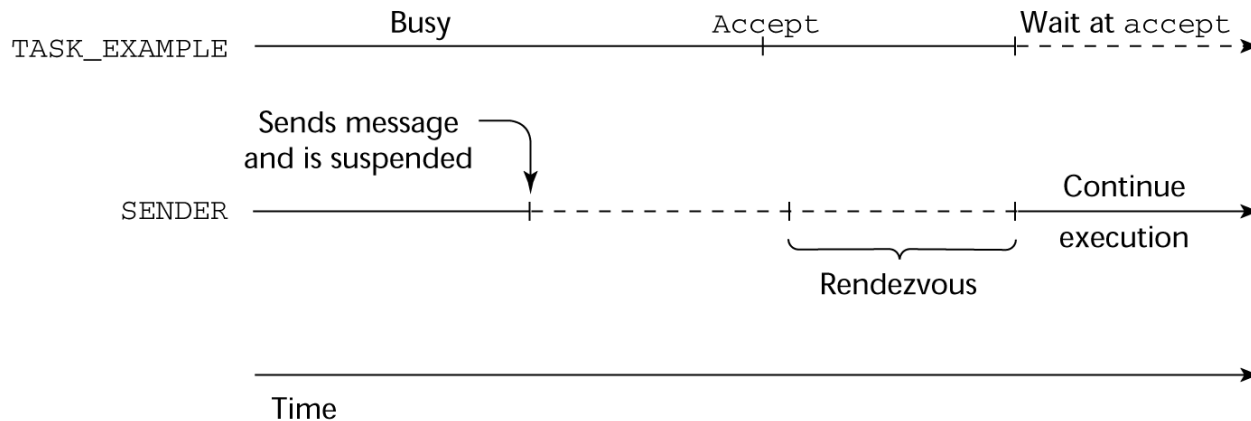 Busy
Accept
Wait at accept
TASK_EXAMPLE
Sends message
and is suspended
SENDER
Continue
execution
Rendezvous
Time